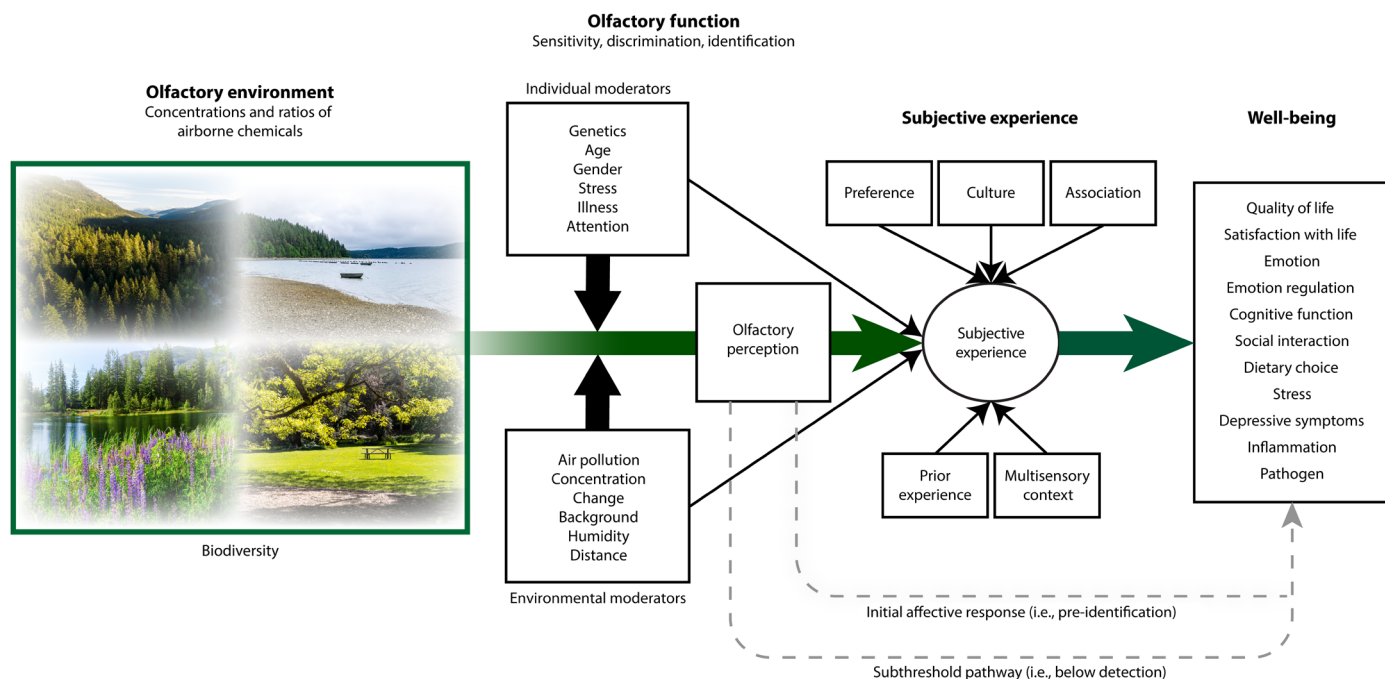 Olfactory function
Sensitivity, discrimination, identification
Olfactory environment
Concentrations and ratios of
airborne chemicals
Biodiversity
Individual moderators
Genetics
Age
Gender
Stress
Illness
Attention
Olfactory
perception
Air pollution
Concentration
Change
Background
Humidity
Distance
Environmental moderators
Subjective experience
Preference
Culture
Association
Subjective
experience
Prior
experience
Multisensory
context
Well-being
Quality of life
Satisfaction with life
Emotion
Emotion regulation
Cognitive function
Social interaction
Dietary choice
Stress
Depressive symptoms
Inflammation
Pathogen
Initial affective response (i.e., pre-identification)
Subthreshold pathway (i.e., below detection)